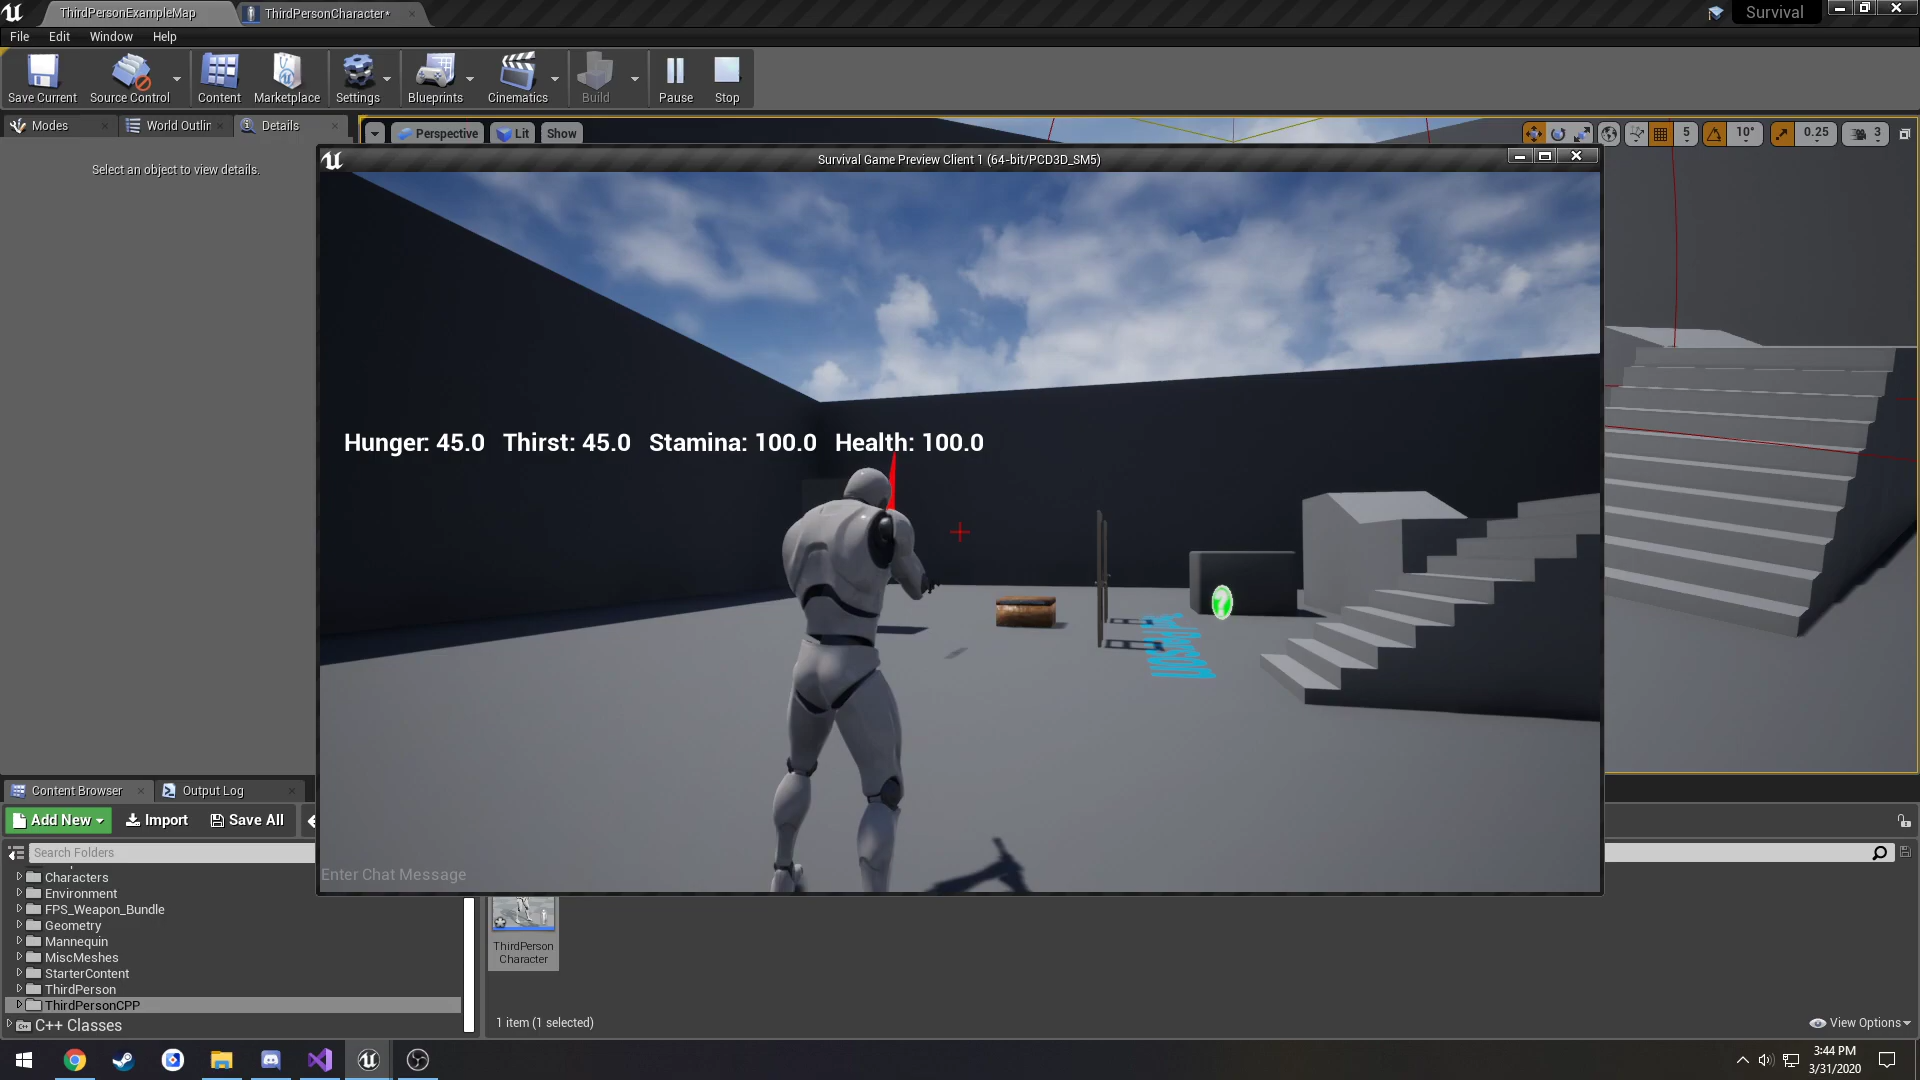 ThirdPersonExampleMap
ThirdPersonCharacter*
Survival
File Edit Window Help
Save Current Source Control Content Marketplace Settings Blueprints Cinematics Build Pause Stop
Modes World Outlin Details
Perspective Lit Show 5 10° 0.25 3
Select an object to view details.
Survival Game Preview Client 1 (64-bit/PCD3D_SM5)
Hunger: 45.0 Thirst: 45.0 Stamina: 100.0 Health: 100.0
?
Enter Chat Message
Content Browser Output Log
Add New Import Save All
Search Folders
Characters
Environment
FPS_Weapon_Bundle
Geometry
Mannequin
MiscMeshes
StarterContent
ThirdPerson
ThirdPersonCPP
C++ Classes
ThirdPerson
Character
1 item (1 selected)
View Options
3:44 PM
3/31/2020